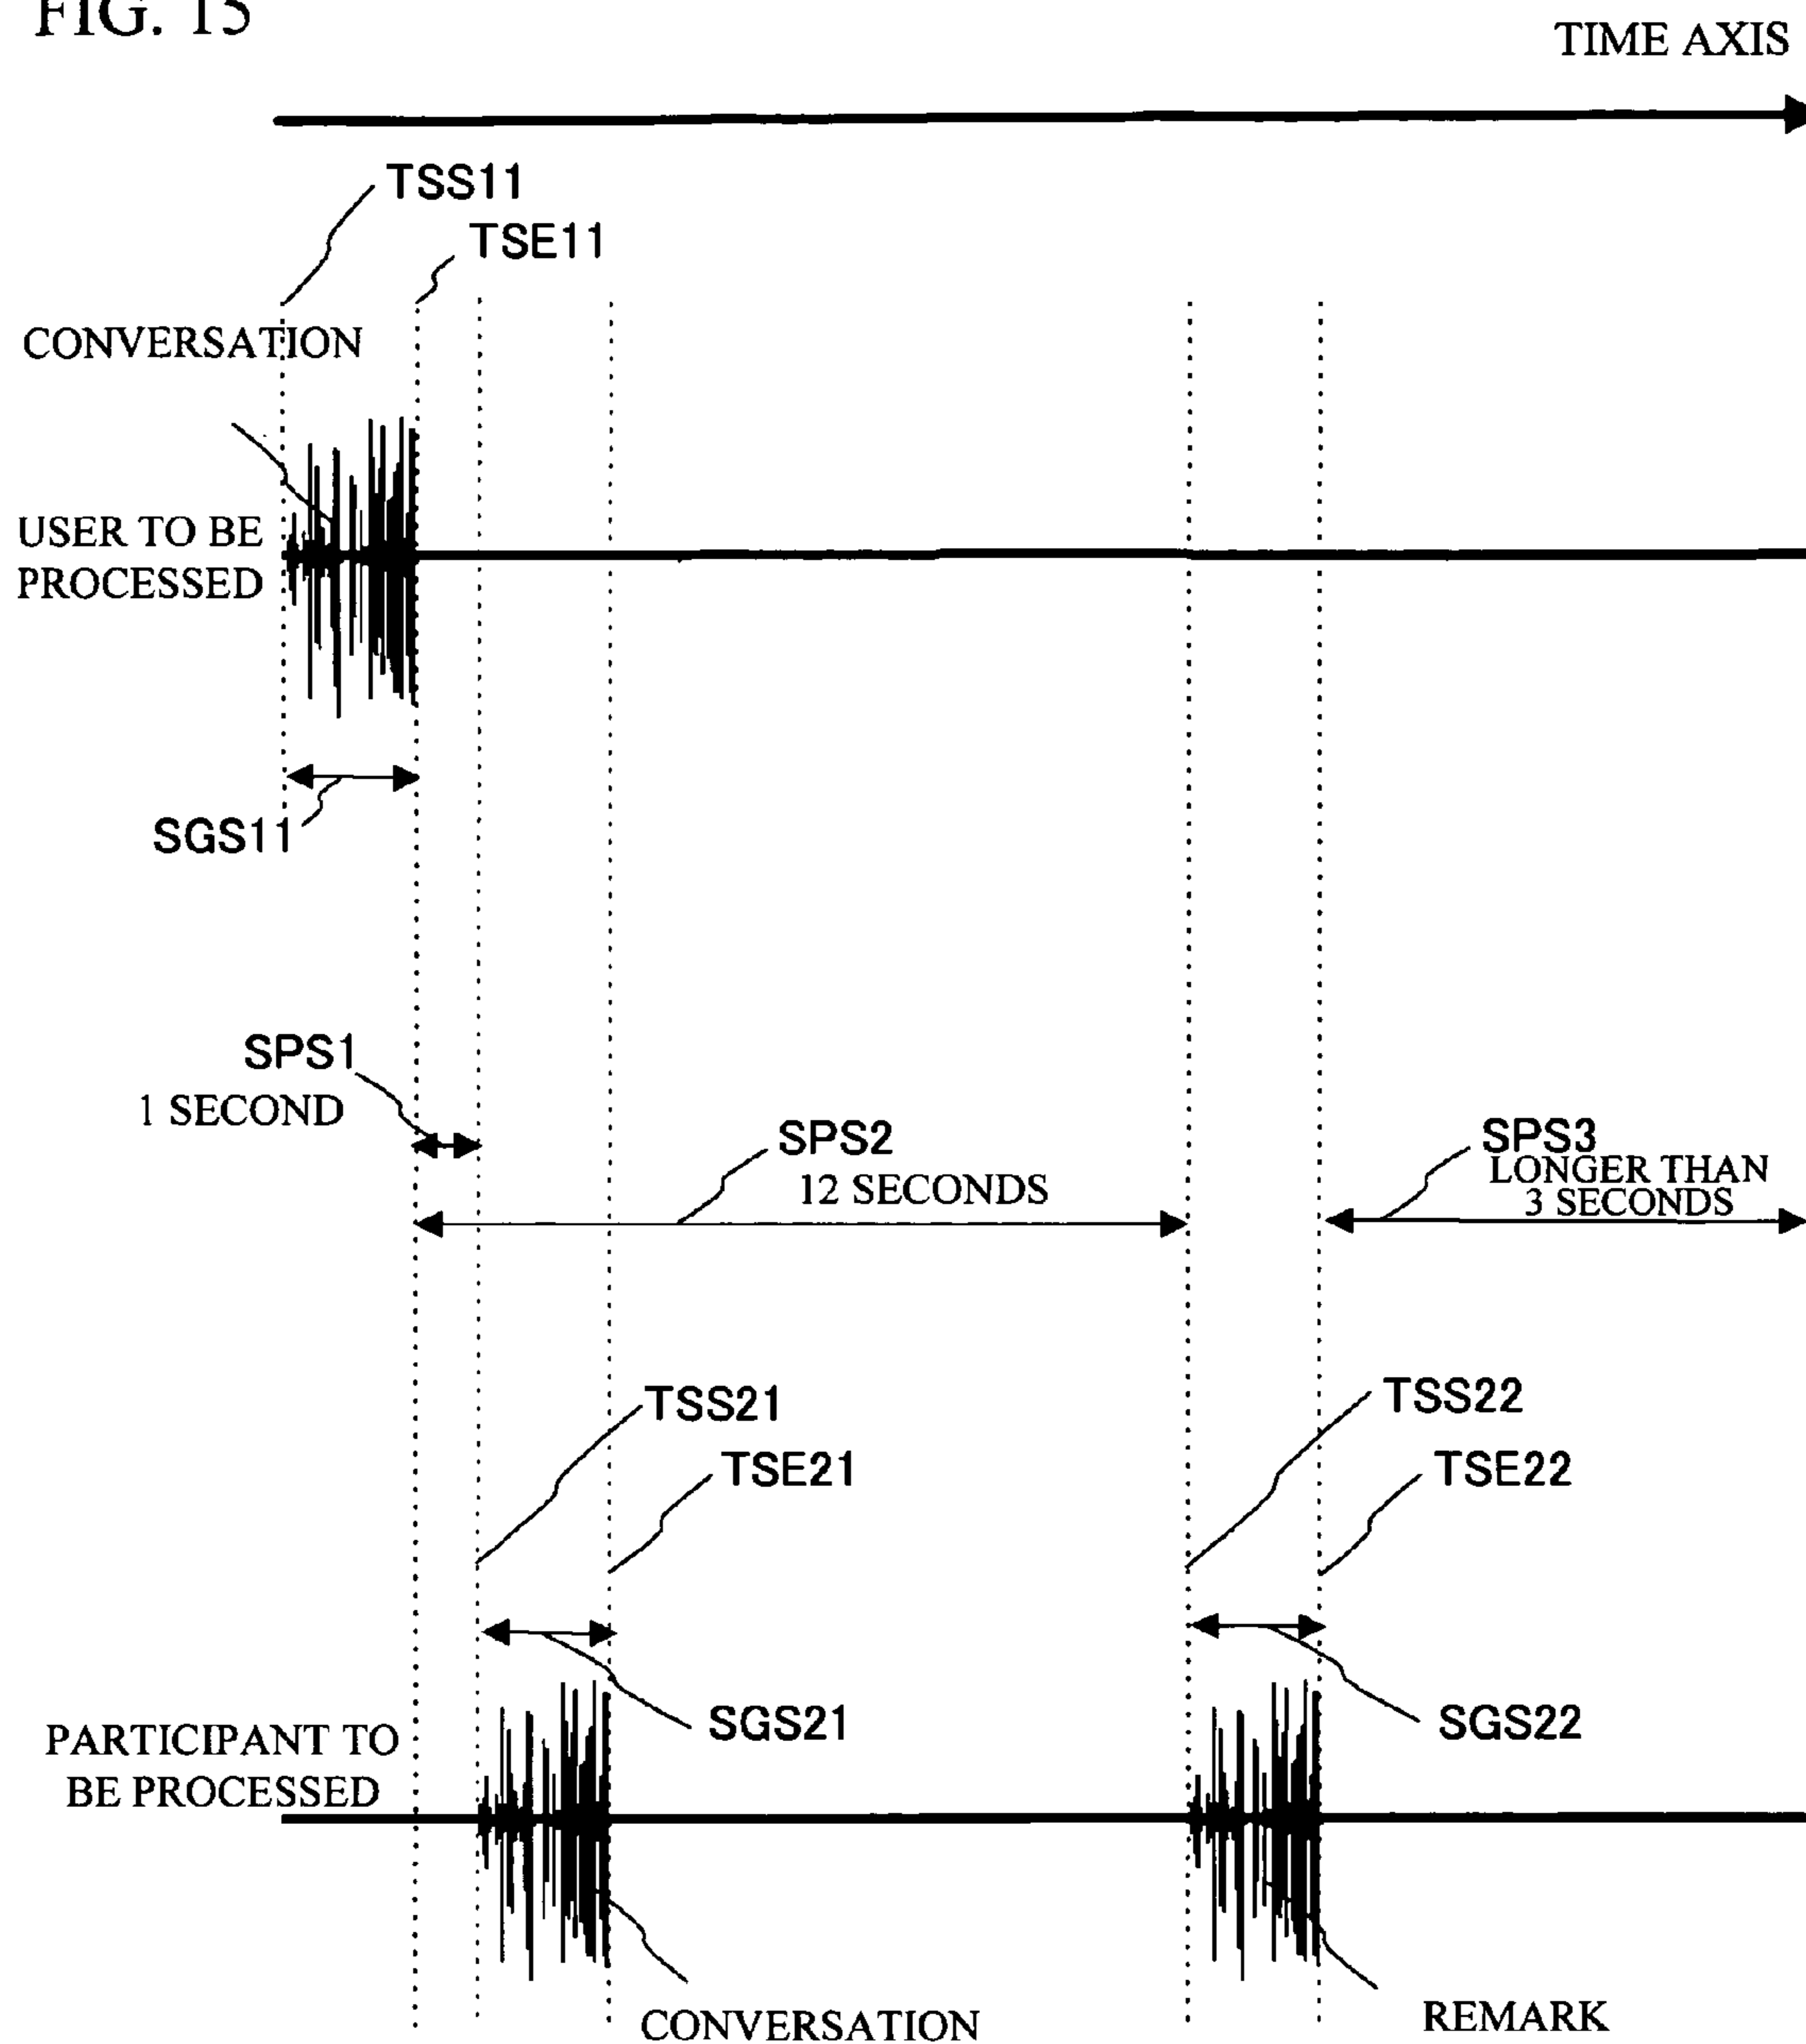 FIG. 15
TIME AXIS
TSS11
TSE11
CONVERSATION
USER TO BE
PROCESSED
SGS11
SPS1
1 SECOND
SPS2
12 SECONDS
SPS3
LONGER THAN
3 SECONDS
TSS21
TSE21
TSS22
TSE22
SGS21
SGS22
PARTICIPANT TO
BE PROCESSED
CONVERSATION
REMARK